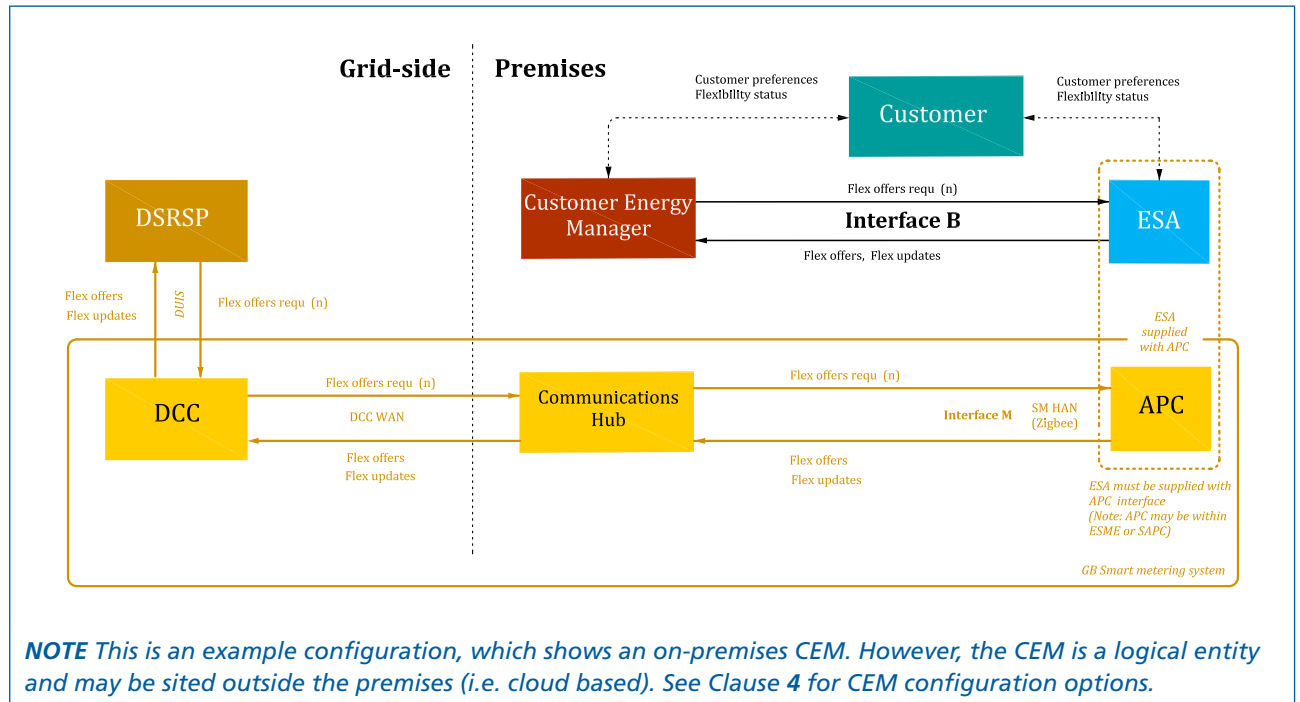 Grid-side
Premises
Customer preferences
Flexibility status
Customer
Customer preferences
Flexibility status
DSRSP
Customer Energy
Manager
Flex offers requ (n)
Interface B
Flex offers, Flex updates
ESA
Flex offers
Flex updates
DUIS
Flex offers requ (n)
ESA
supplied
with APC
DCC
Flex offers requ (n)
DCC WAN
Flex offers
Flex updates
Communications
Hub
Flex offers requ (n)
Interface M
SM HAN
(Zigbee)
Flex offers
Flex updates
APC
ESA must be supplied with
APC interface
(Note: APC may be within
ESME or SAPC)
GB Smart metering system
NOTE This is an example configuration, which shows an on-premises CEM. However, the CEM is a logical entity
and may be sited outside the premises (i.e. cloud based). See Clause 4 for CEM configuration options.